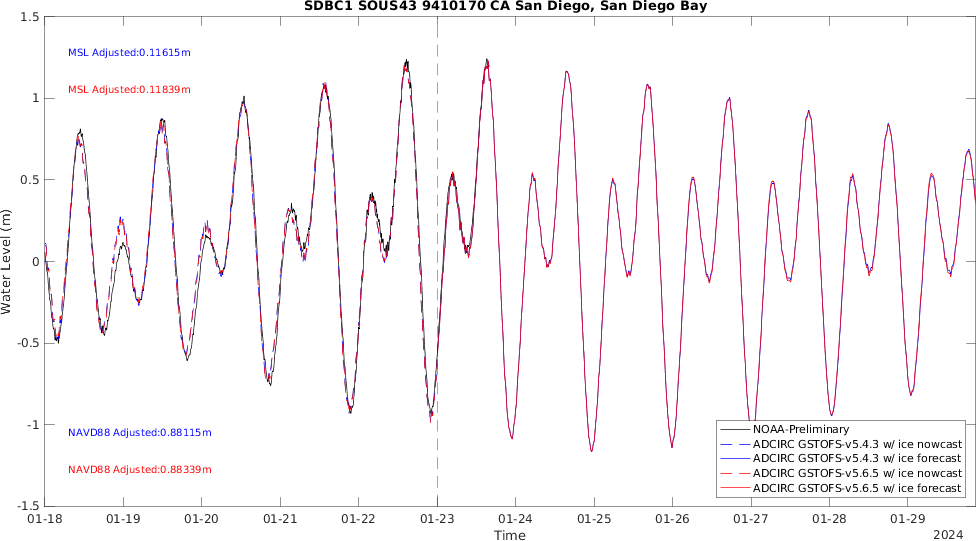 SDBC1 SOUS43 9410170 CA San Diego, San Diego Bay
1.5
MSL Adjusted:0.11615m
MSL Adjusted:0.11839m
1
0.5
Water Level (m)
0
-0.5
-1
NAVD88 Adjusted:0.88115m
NAVD88 Adjusted:0.88339m
NOAA-Preliminary
ADCIRC GSTOFS-v5.4.3 w/ ice nowcast
ADCIRC GSTOFS-v5.4.3 w/ ice forecast
ADCIRC GSTOFS-v5.6.5 w/ ice nowcast
ADCIRC GSTOFS-v5.6.5 w/ ice forecast
-1.5
01-18 01-19 01-20 01-21 01-22 01-23 01-24 01-25 01-26 01-27 01-28 01-29
Time
2024